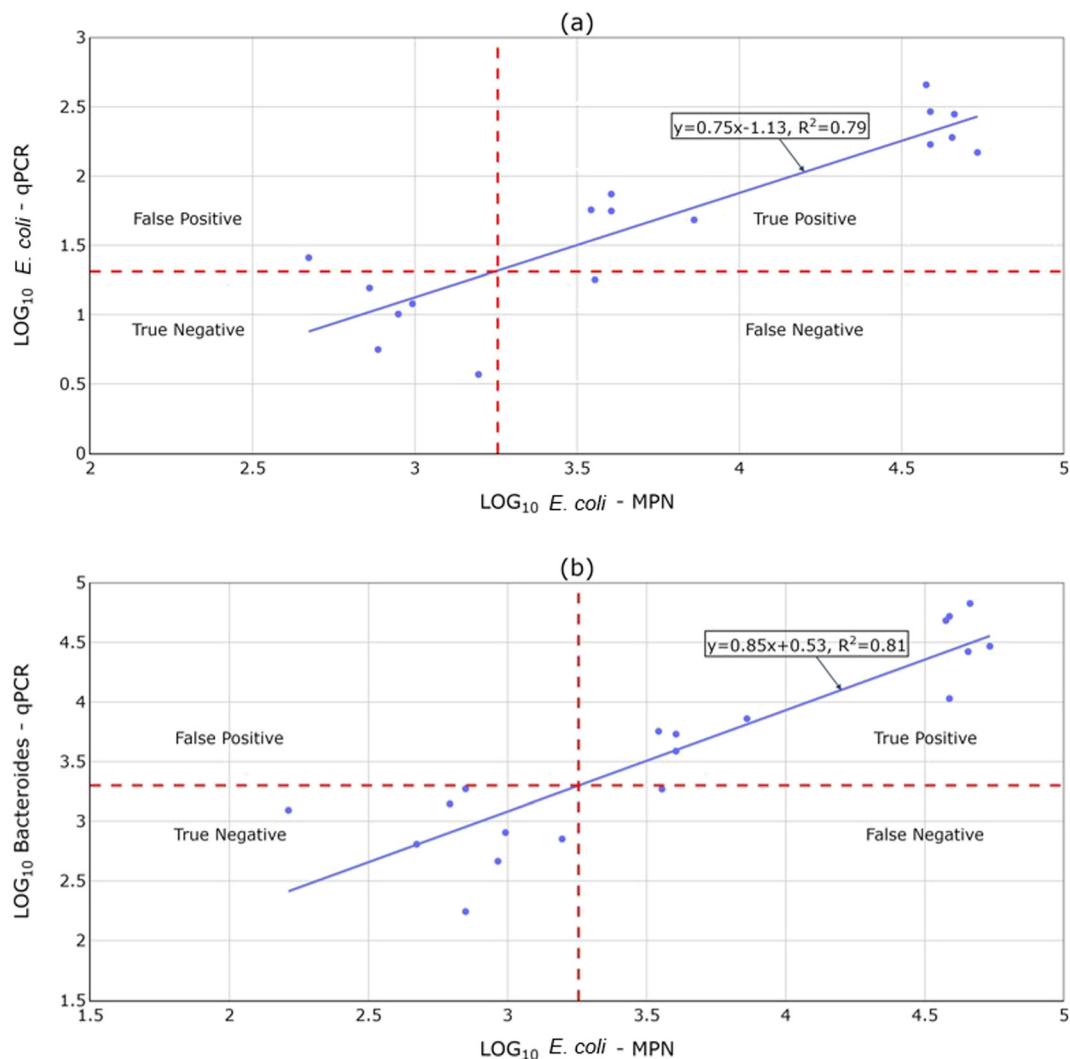 (a)
3
2.5
2
1.5
1
0.5
0
LOG₁₀ E. coli - qPCR
y=0.75x-1.13, R²=0.79
False Positive
True Positive
True Negative
False Negative
2
2.5
3
3.5
4
4.5
5
LOG₁₀ E. coli - MPN
(b)
5
4.5
4
3.5
3
2.5
2
1.5
LOG₁₀ Bacteroides - qPCR
y=0.85x+0.53, R²=0.81
False Positive
True Positive
True Negative
False Negative
1.5
2
2.5
3
3.5
4
4.5
5
LOG₁₀ E. coli - MPN